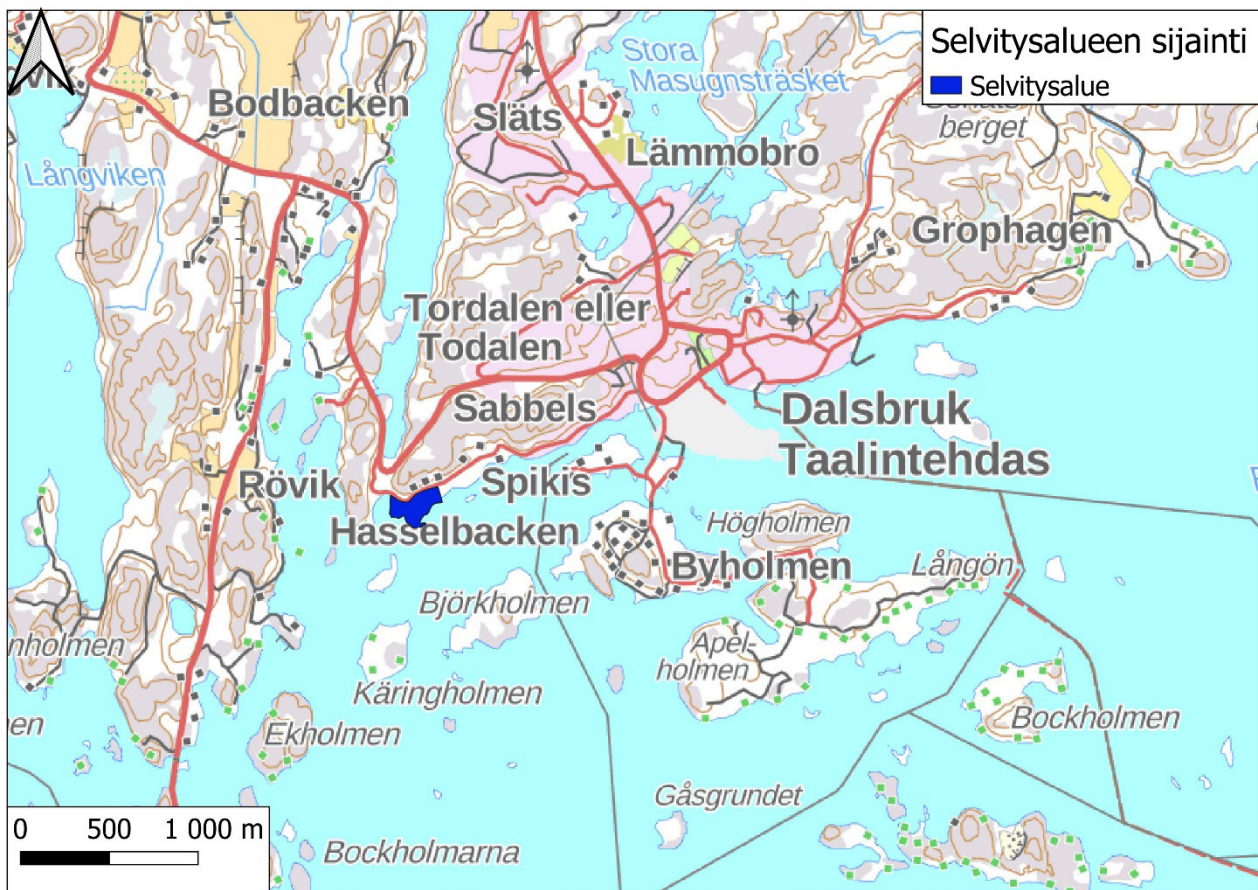 Selvitysalueen sijainti
Selvitysalue
Stora
Masugnsträsket
Bodbacken
Släts
berget
Lämmobro
Långviken
Grophagen
Tordalen eller
Todalen
Sabbels
Dalsbruk
Taalintehdas
Rövik
Spikis
Hasselbacken
Högholmen
Byholmen
Långön
Björkholmen
Apel-
holmen
nholmen
Käringholmen
Bockholmen
Ekholmen
Gåsgrundet
0 500 1 000 m
Bockholmarna